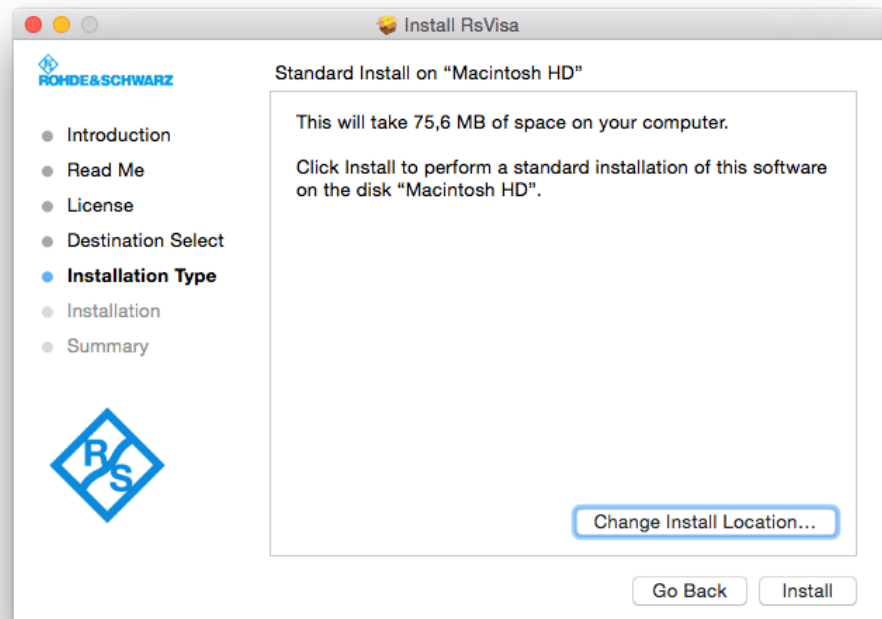 Install RsVisa
ROHDE&SCHWARZ
Standard Install on “Macintosh HD”
Introduction
Read Me
License
Destination Select
Installation Type
Installation
Summary
This will take 75,6 MB of space on your computer.
Click Install to perform a standard installation of this software
on the disk “Macintosh HD”.
R
S
R
S
Change Install Location...
Go Back
Install